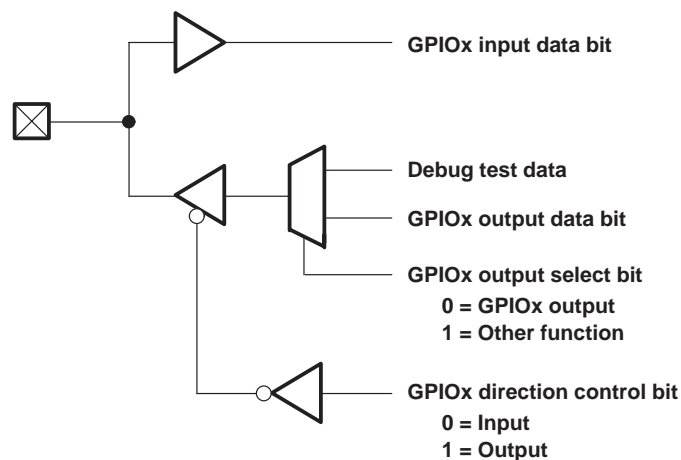 GPIOx input data bit
Debug test data
GPIOx output data bit
GPIOx output select bit
0 = GPIOx output
1 = Other function
GPIOx direction control bit
0 = Input
1 = Output